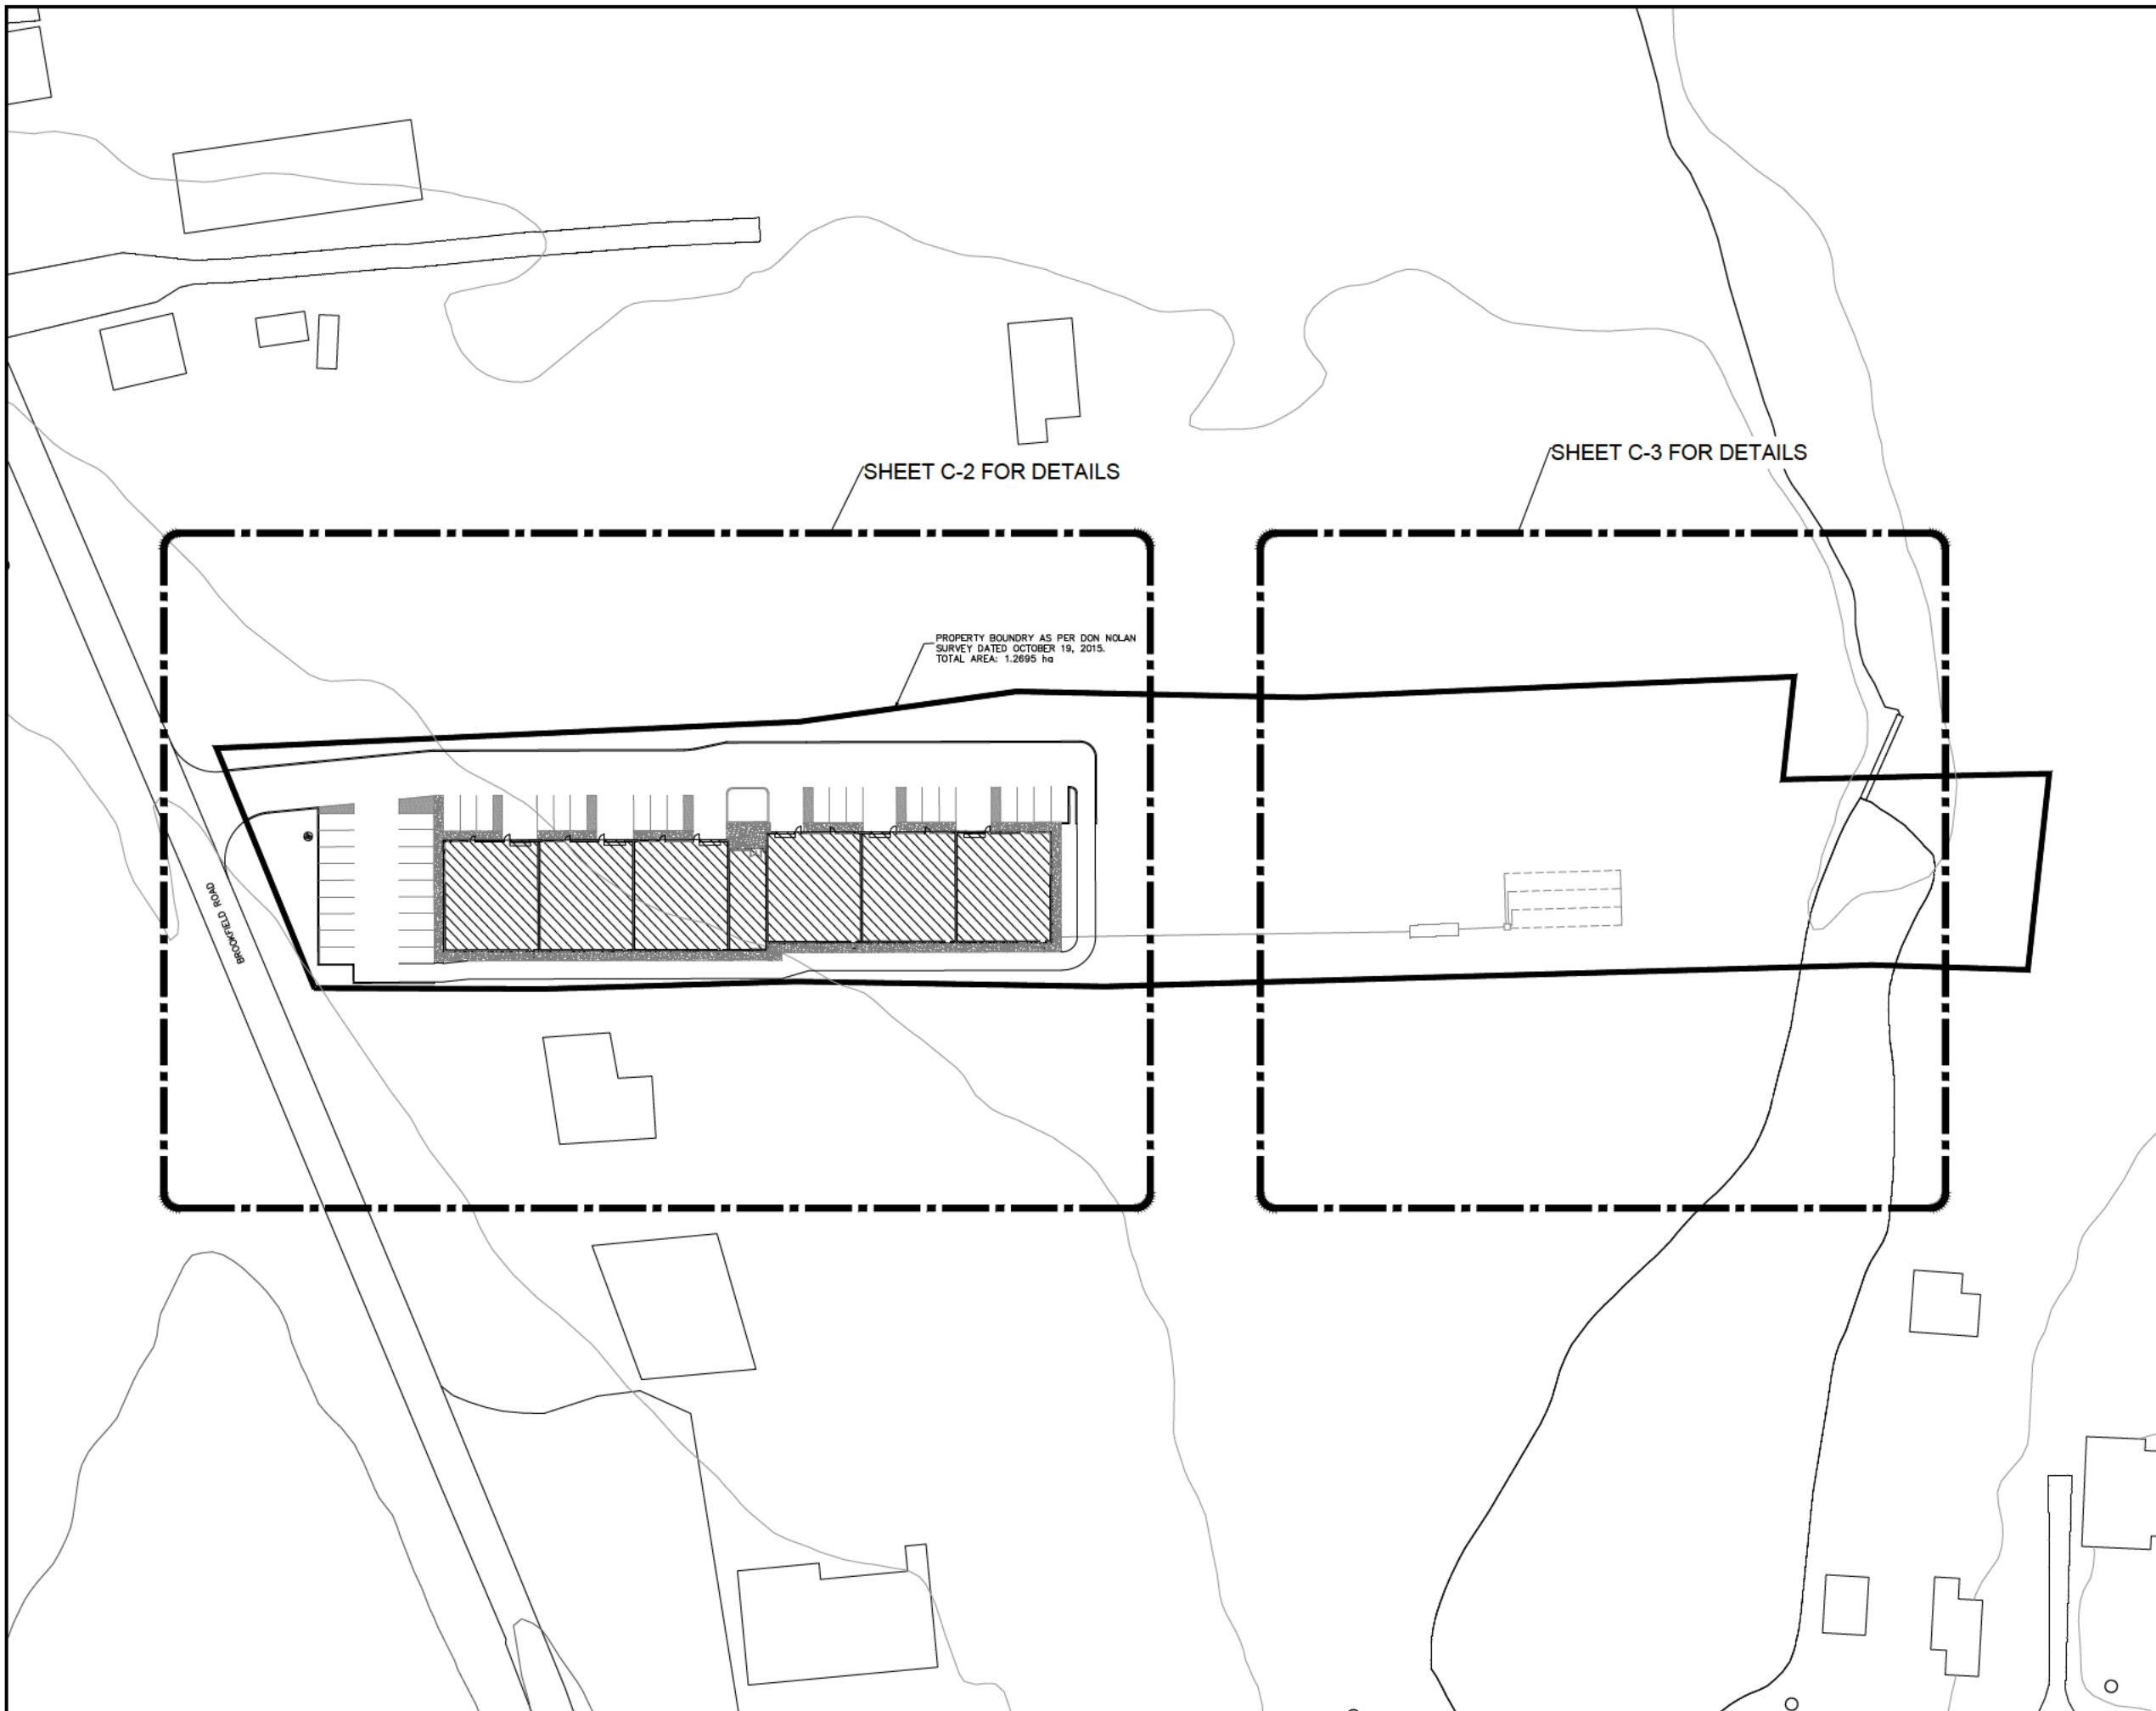 SHEET C-2 FOR DETAILS
SHEET C-3 FOR DETAILS
PROPERTY BOUNDRY AS PER DON NOLAN
SURVEY DATED OCTOBER 19, 2015.
TOTAL AREA: 1.2695 ha
BROOKFIELD ROAD